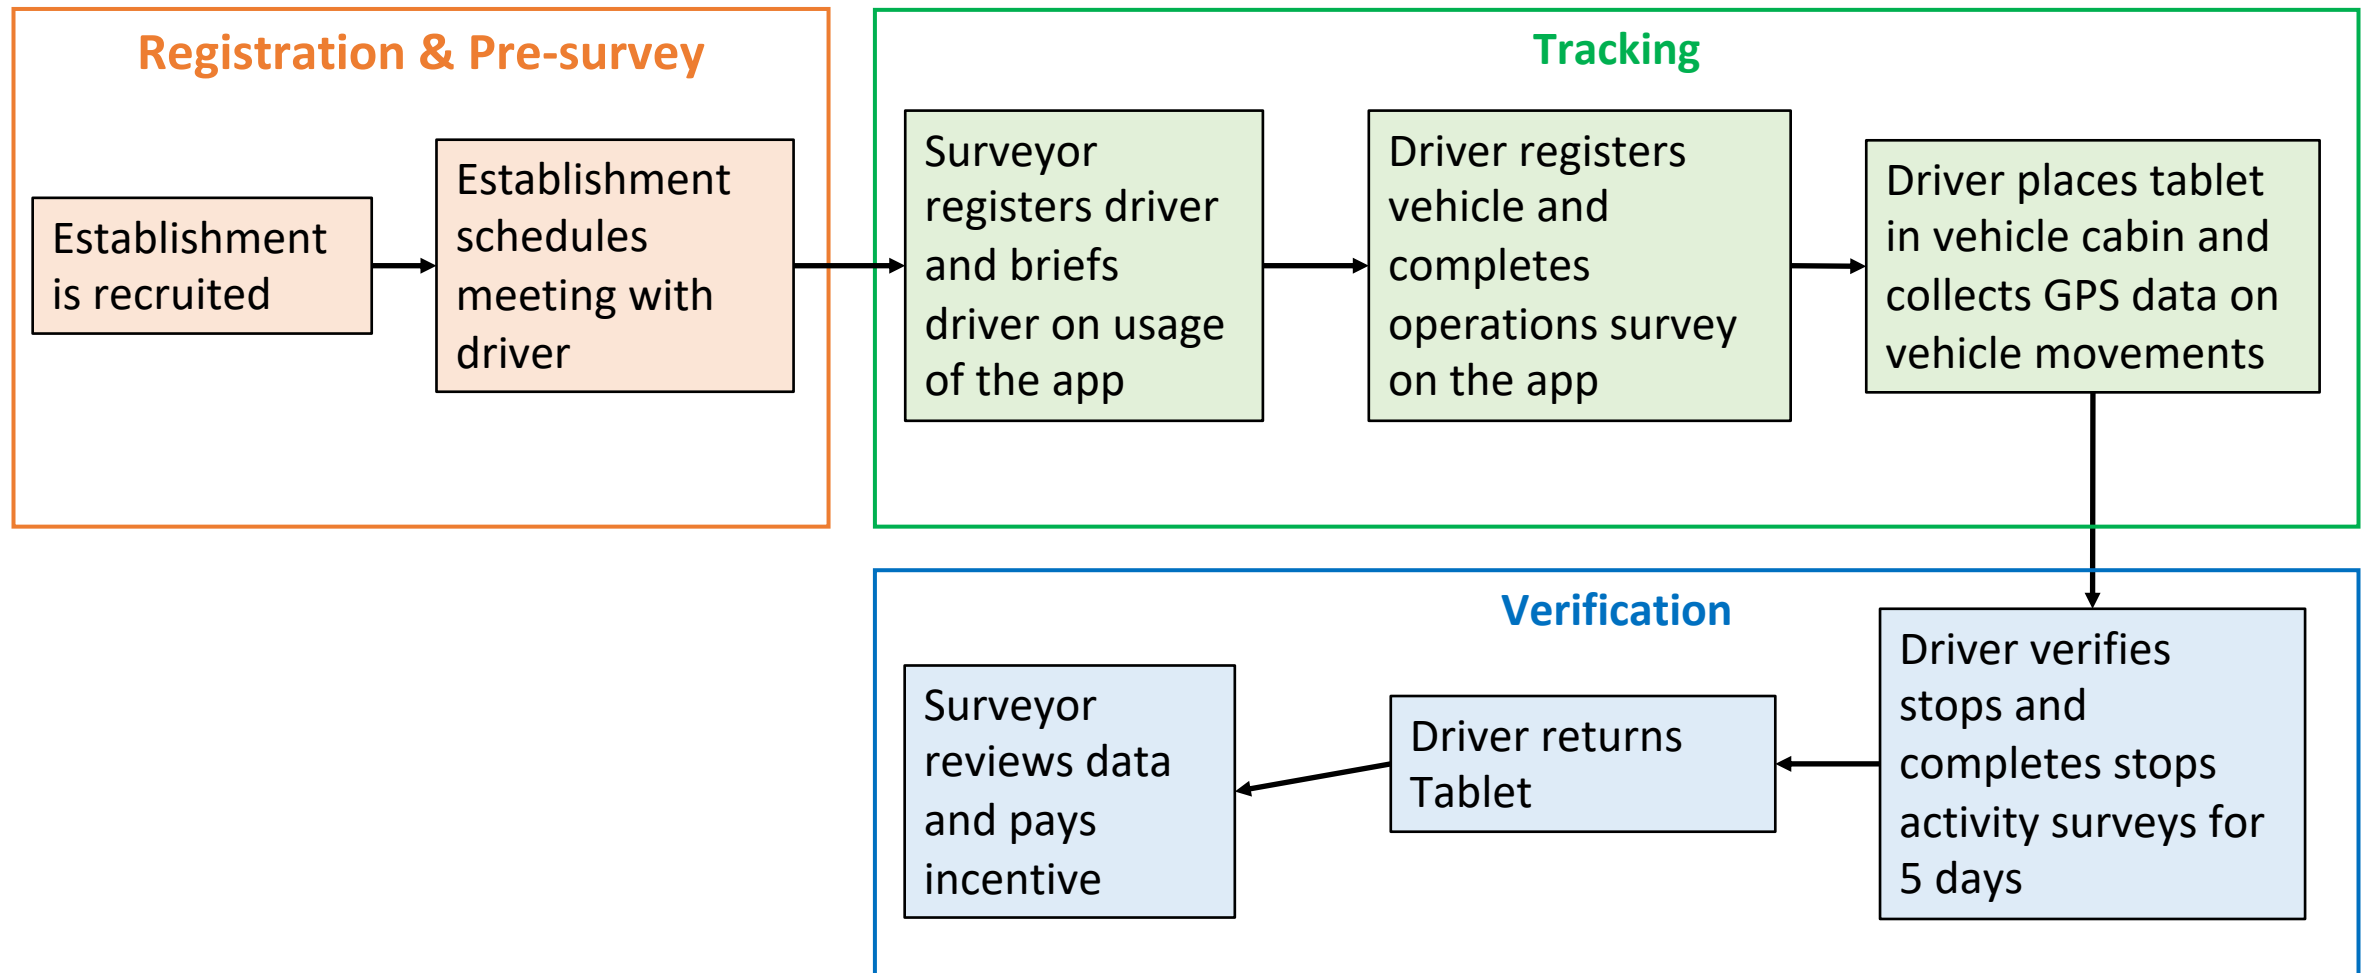 Registration & Pre-survey
Establishment
is recruited
Establishment
schedules
meeting with
driver
Tracking
Surveyor
registers driver
and briefs
driver on usage
of the app
Driver registers
vehicle and
completes
operations survey
on the app
Driver places tablet
in vehicle cabin and
collects GPS data on
vehicle movements
Verification
Driver verifies
stops and
completes stops
activity surveys for
5 days
Driver returns
Tablet
Surveyor
reviews data
and pays
incentive